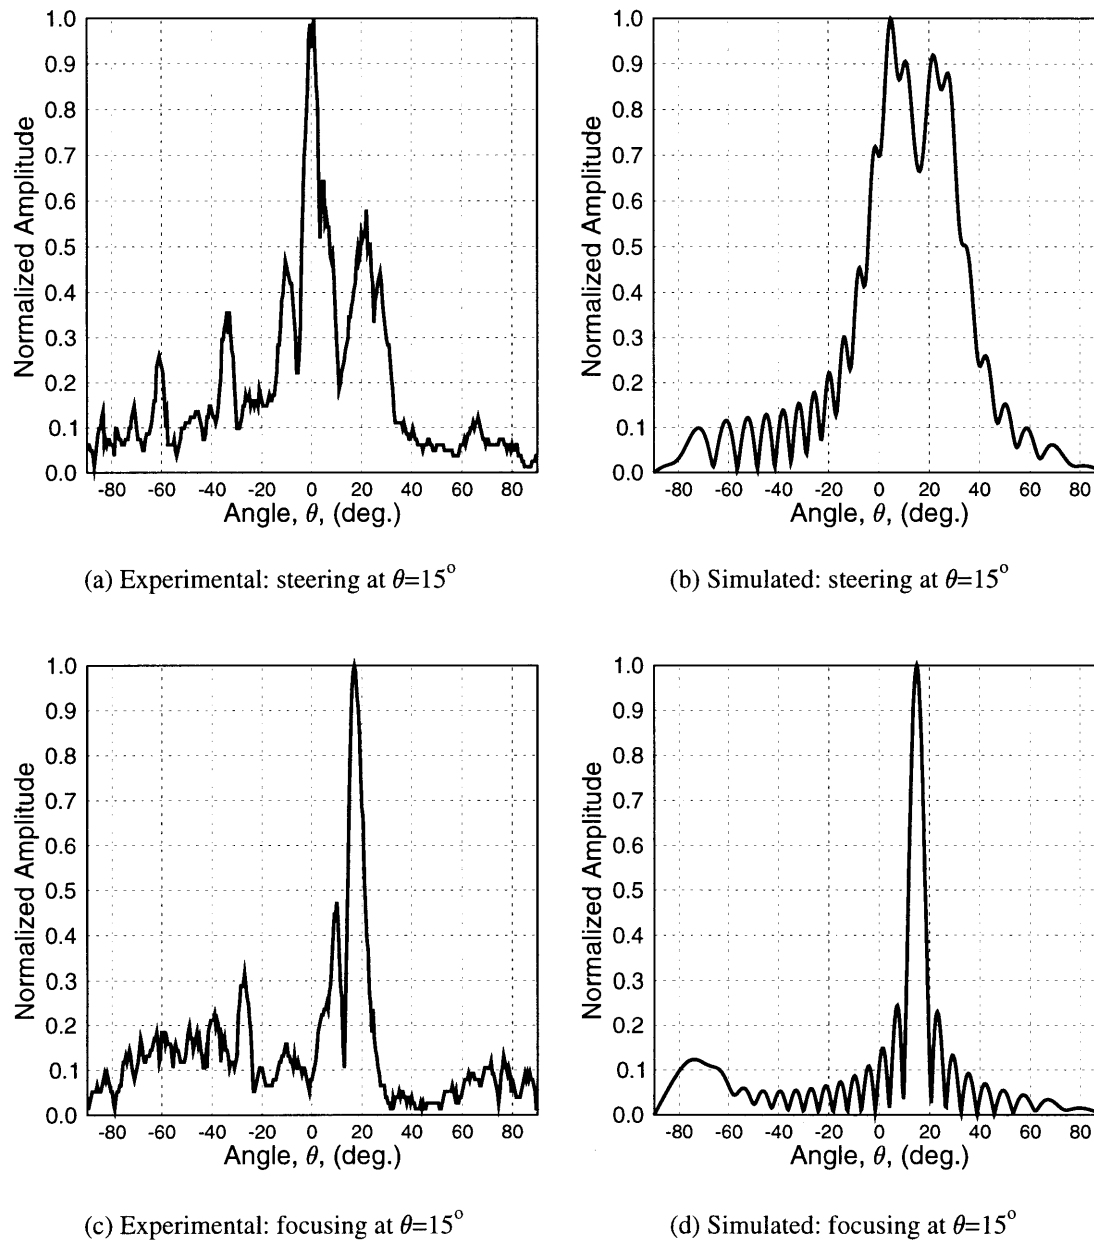 1.0
0.9
0.8
0.7
0.6
0.5
0.4
0.3
0.2
0.1
0.0
Normalized Amplitude
-80 -60 -40 -20 0 20 40 60 80
Angle, θ, (deg.)
(a) Experimental: steering at θ=15°
1.0
0.9
0.8
0.7
0.6
0.5
0.4
0.3
0.2
0.1
0.0
Normalized Amplitude
-80 -60 -40 -20 0 20 40 60 80
Angle, θ, (deg.)
(b) Simulated: steering at θ=15°
1.0
0.9
0.8
0.7
0.6
0.5
0.4
0.3
0.2
0.1
0.0
Normalized Amplitude
-80 -60 -40 -20 0 20 40 60 80
Angle, θ, (deg.)
(c) Experimental: focusing at θ=15°
1.0
0.9
0.8
0.7
0.6
0.5
0.4
0.3
0.2
0.1
0.0
Normalized Amplitude
-80 -60 -40 -20 0 20 40 60 80
Angle, θ, (deg.)
(d) Simulated: focusing at θ=15°